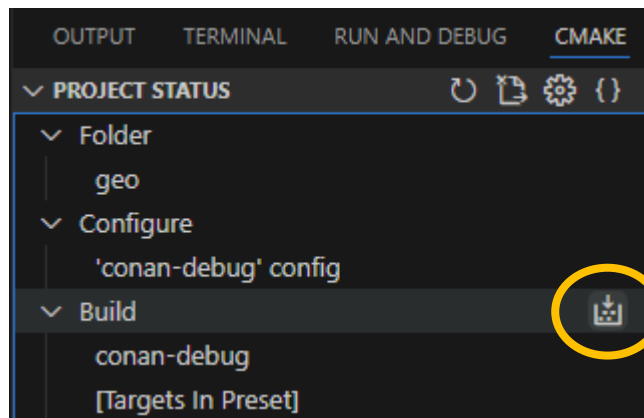 OUTPUT TERMINAL RUN AND DEBUG CMAKE
PROJECT STATUS
Folder
geo
Configure
'conan-debug' config
Build
conan-debug
[Targets In Preset]